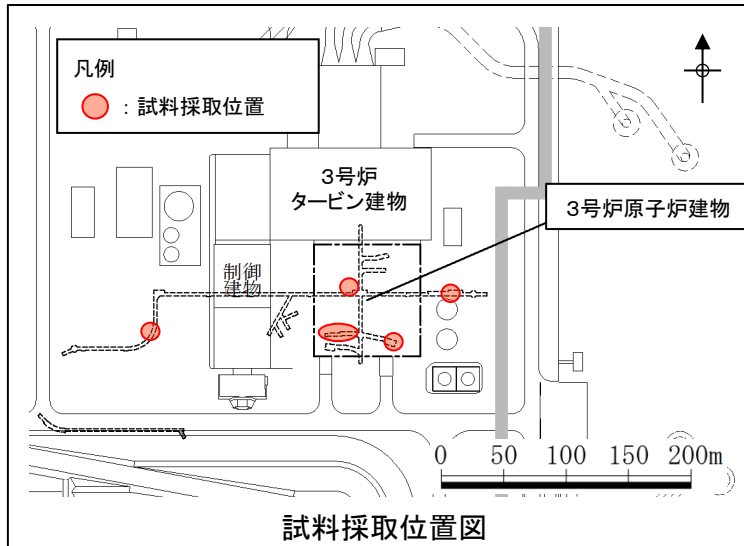 凡例
：試料採取位置
３号炉
タービン建物
３号炉原子炉建物
制御
建物
0 50 100 150 200m
試料採取位置図